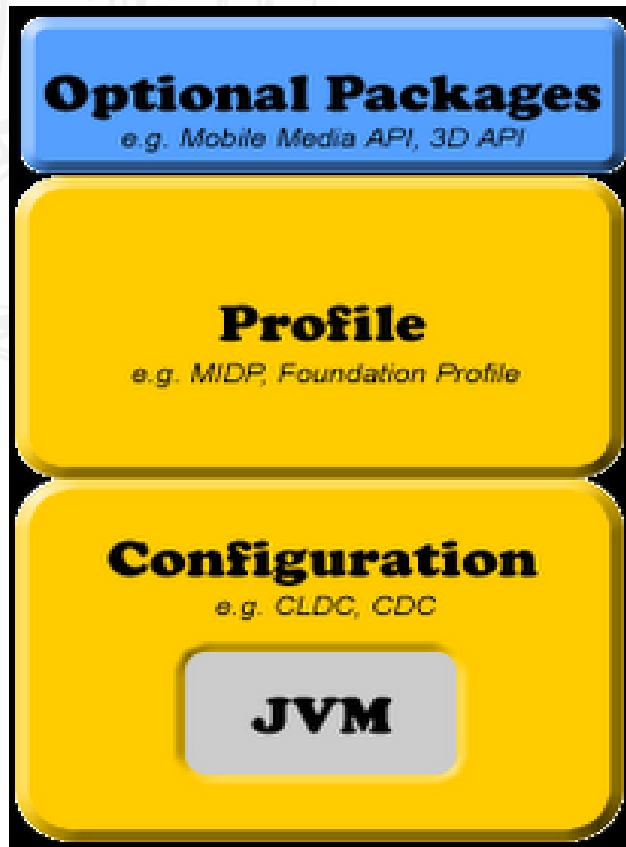 Optional Packages
e.g. Mobile Media API, 3D API
Profile
e.g. MIDP, Foundation Profile
Configuration
e.g. CLDC, CDC
JVM